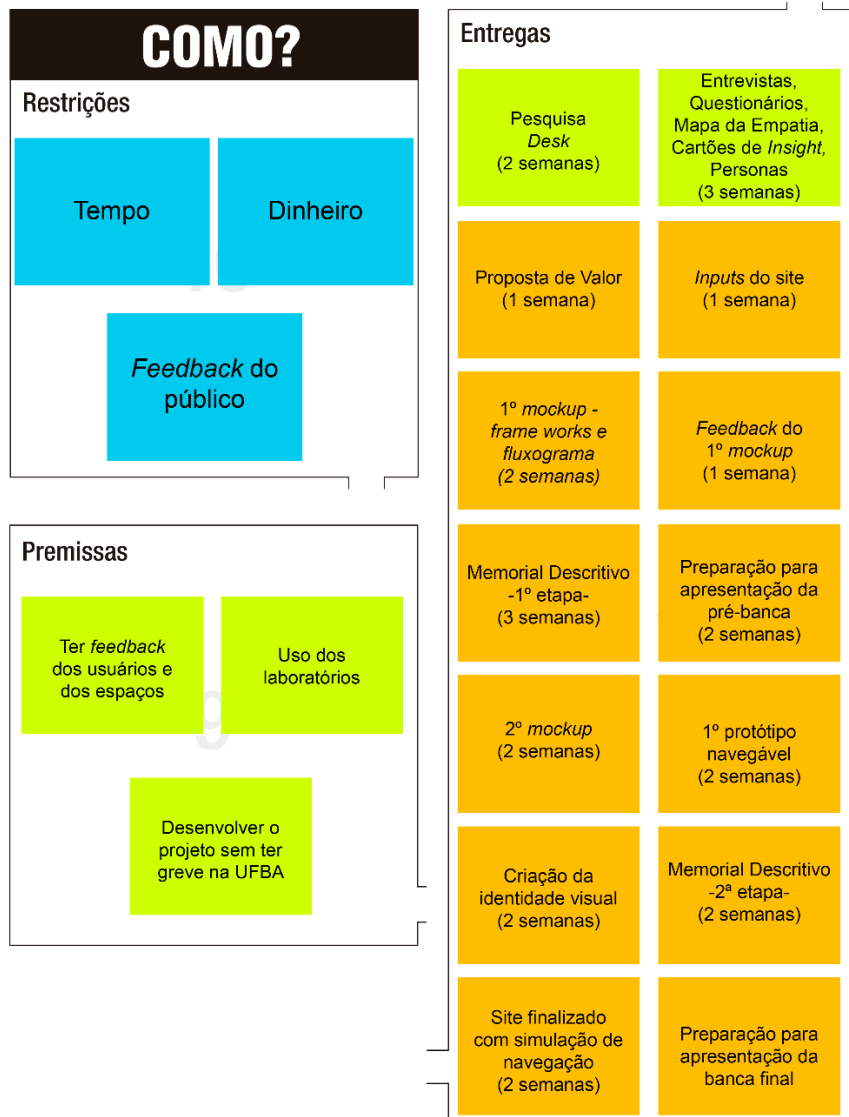 COMO?
Restrições
Tempo
Dinheiro
Feedback do
público
Premissas
Ter feedback
dos usuários e
dos espaços
Uso dos
laboratórios
Desenvolver o
projeto sem ter
greve na UFBA
Entregas
Pesquisa
Desk
(2 semanas)
Entrevistas,
Questionários,
Mapa da Empatia,
Cartões de Insight,
Personas
(3 semanas)
Proposta de Valor
(1 semana)
Inputs do site
(1 semana)
1º mockup -
frame works e
fluxograma
(2 semanas)
Feedback do
1º mockup
(1 semana)
Memorial Descritivo
-1º etapa-
(3 semanas)
Preparação para
apresentação da
pré-banca
(2 semanas)
2º mockup
(2 semanas)
1º protótipo
navegável
(2 semanas)
Criação da
identidade visual
(2 semanas)
Memorial Descritivo
-2ª etapa-
(2 semanas)
Site finalizado
com simulação de
navegação
(2 semanas)
Preparação para
apresentação da
banca final